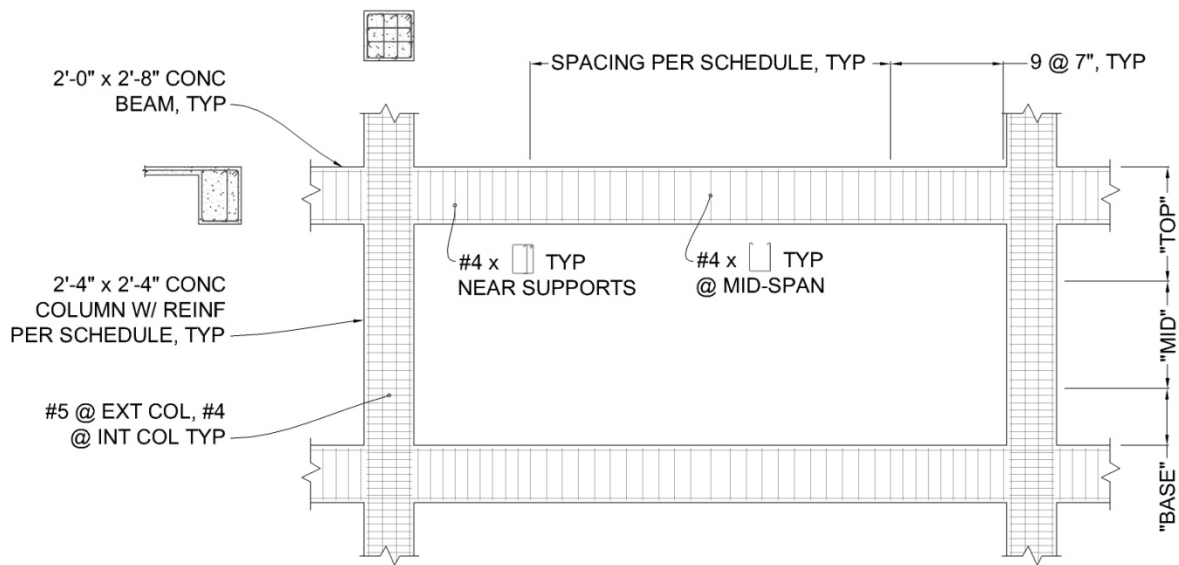 SPACING PER SCHEDULE, TYP
9 @ 7", TYP
2'-0" x 2'-8" CONC
BEAM, TYP
#4 x TYP
NEAR SUPPORTS
#4 x TYP
@ MID-SPAN
2'-4" x 2'-4" CONC
COLUMN W/ REINF
PER SCHEDULE, TYP
#5 @ EXT COL, #4
@ INT COL TYP
"TOP"
"MID"
"BASE"